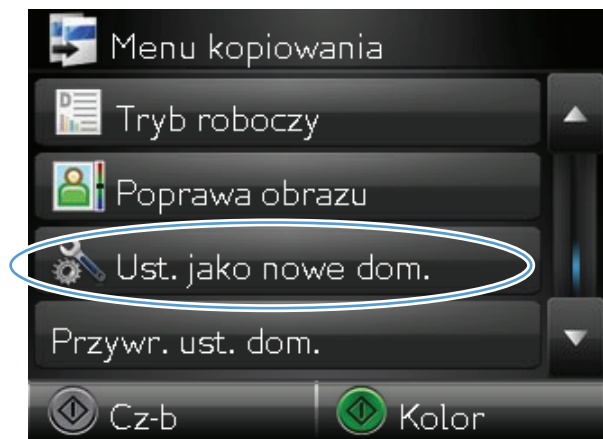 Menu kopiowania
Tryb roboczy
Poprawa obrazu
Ust. jako nowe dom.
Przywr. ust. dom.
Cz-b Kolor